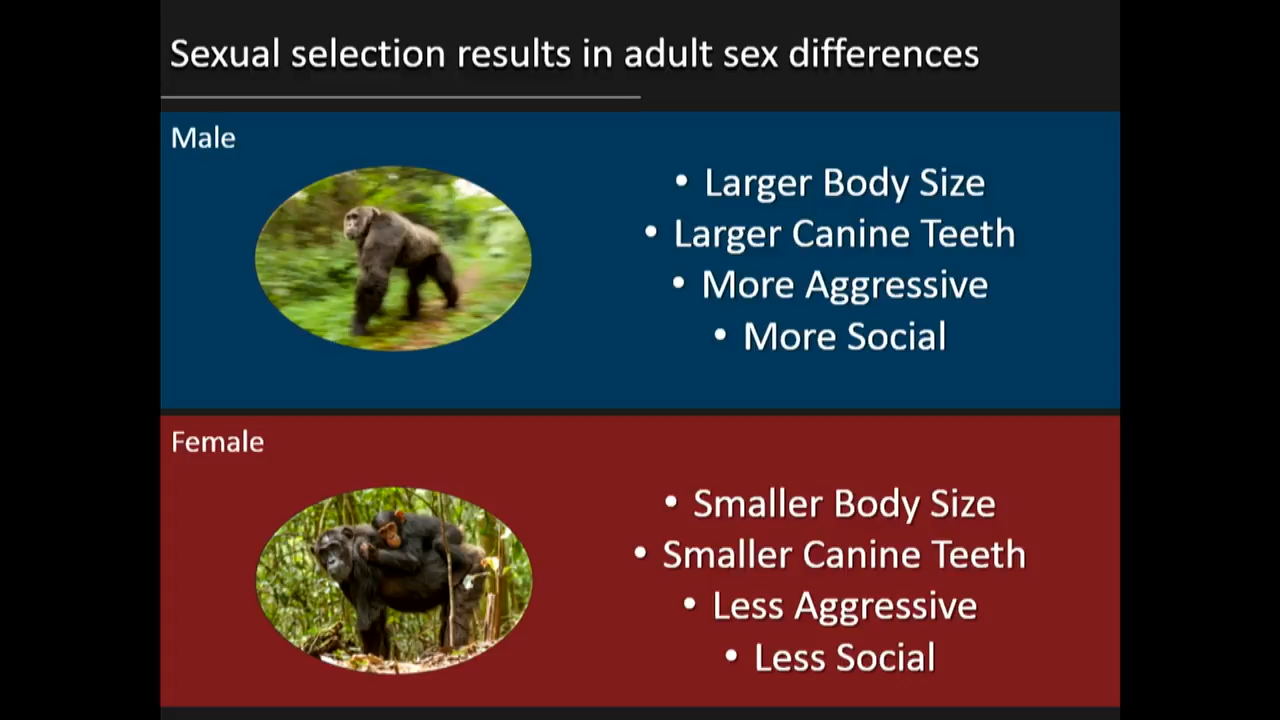 Sexual selection results in adult sex differences
Male
• Larger Body Size
• Larger Canine Teeth
• More Aggressive
• More Social
Female
• Smaller Body Size
• Smaller Canine Teeth
• Less Aggressive
• Less Social